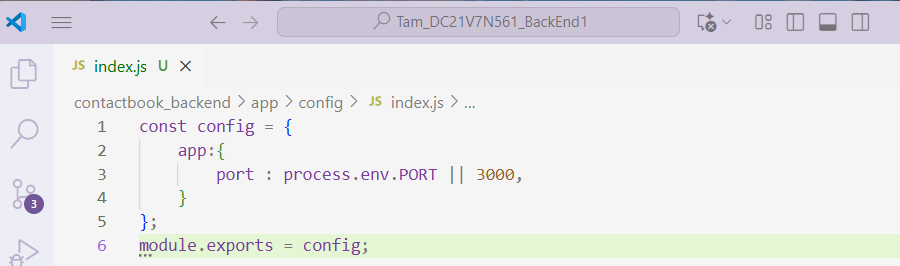 Tam_DC21V7N561_BackEnd1
JS index.js U
contactbook_backend > app > config > JS index.js > ...
1 const config = {
2 app:{
3 port : process.env.PORT || 3000,
4 }
5 };
6 module.exports = config;
3